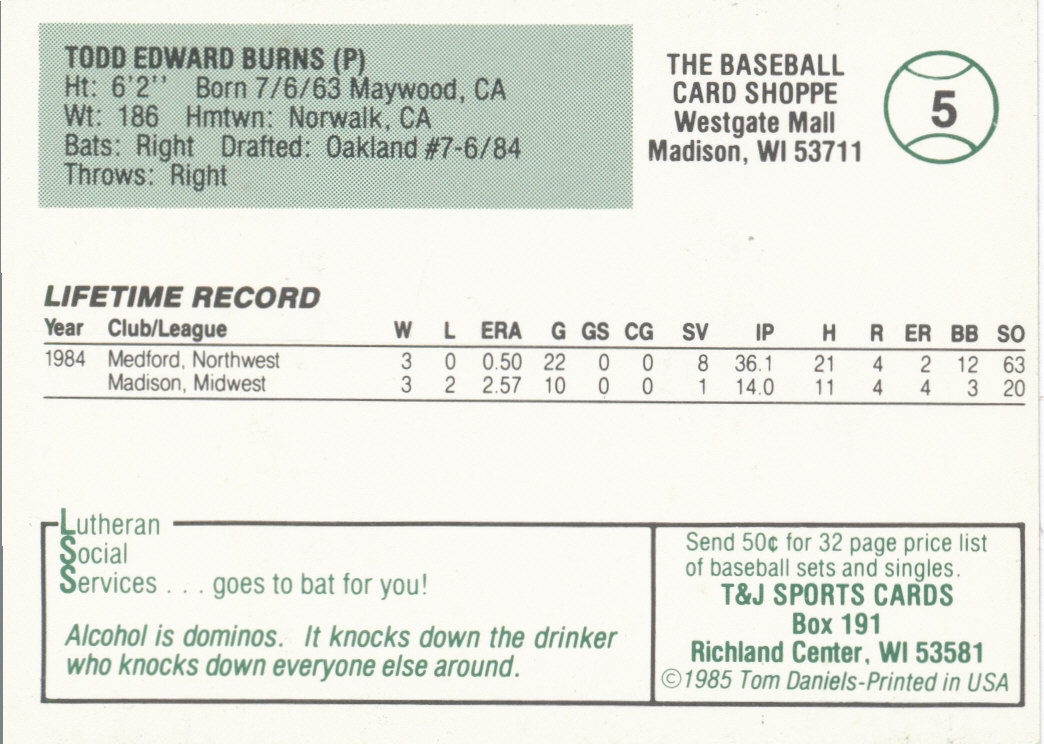 TODD EDWARD BURNS (P)
Ht: 6'2'' Born 7/6/63 Maywood, CA
Wt: 186 Hmtwn: Norwalk, CA
Bats: Right Drafted: Oakland #7-6/84
Throws: Right
THE BASEBALL
CARD SHOPPE
Westgate Mall
Madison, WI 53711
5
LIFETIME RECORD
Year Club/League W L ERA G GS CG SV IP H R ER BB SO
1984 Medford, Northwest 3 0 0.50 22 0 0 8 36.1 21 4 2 12 63
Madison, Midwest 3 2 2.57 10 0 0 1 14.0 11 4 4 3 20
Lutheran
Social
Services . . . goes to bat for you!
Alcohol is dominos. It knocks down the drinker
who knocks down everyone else around.
Send 50¢ for 32 page price list
of baseball sets and singles.
T&J SPORTS CARDS
Box 191
Richland Center, WI 53581
©1985 Tom Daniels-Printed in USA